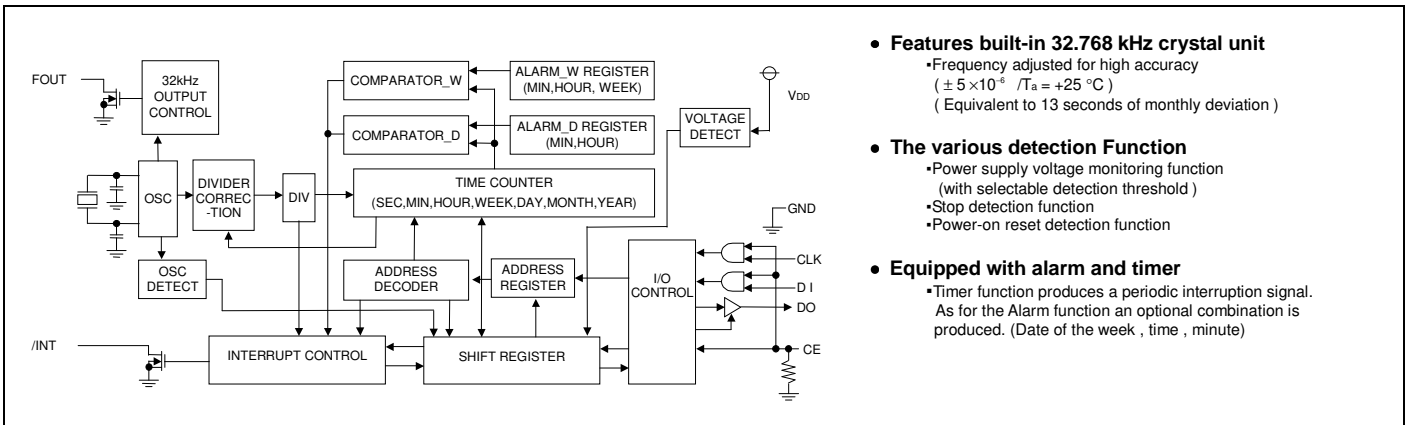 FOUT
32kHz
OUTPUT
CONTROL
COMPARATOR_W
ALARM_W REGISTER
(MIN,HOUR, WEEK)
COMPARATOR_D
ALARM_D REGISTER
(MIN,HOUR)
VOLTAGE
DETECT
VDD
OSC
DIVIDER
CORREC
-TION
DIV
TIME COUNTER
(SEC,MIN,HOUR,WEEK,DAY,MONTH,YEAR)
GND
OSC
DETECT
ADDRESS
DECODER
ADDRESS
REGISTER
I/O
CONTROL
CLK
D I
DO
CE
/INT
INTERRUPT CONTROL
SHIFT REGISTER
● Features built-in 32.768 kHz crystal unit
▪Frequency adjusted for high accuracy
( ± 5 ×10⁻⁶ /Ta = +25 °C )
( Equivalent to 13 seconds of monthly deviation )
● The various detection Function
▪Power supply voltage monitoring function
(with selectable detection threshold )
▪Stop detection function
▪Power-on reset detection function
● Equipped with alarm and timer
▪Timer function produces a periodic interruption signal.
As for the Alarm function an optional combination is
produced. (Date of the week , time , minute)